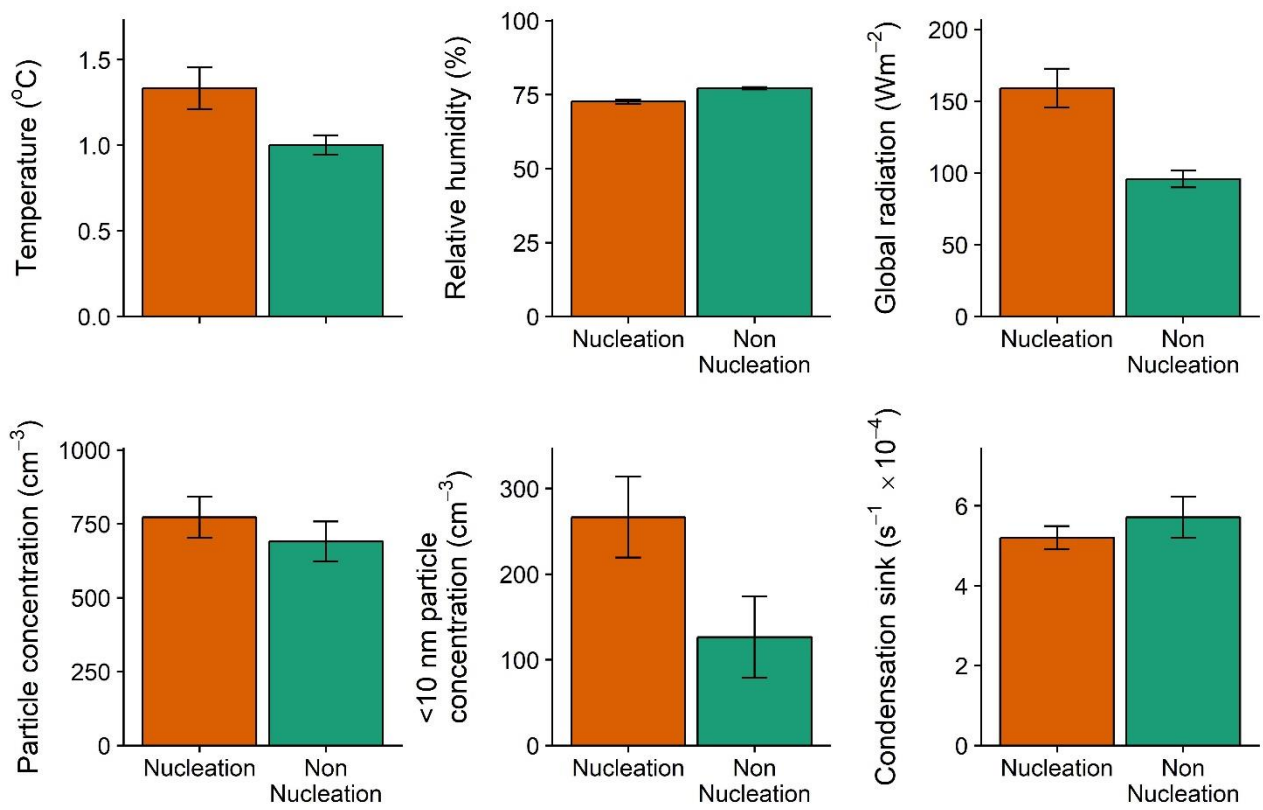 Temperature (°C)
1.5
1.0
0.5
0.0
Relative humidity (%)
100
75
50
25
0
Nucleation
Non
Nucleation
Global radiation (Wm−2)
200
150
100
50
0
Nucleation
Non
Nucleation
Particle concentration (cm−3)
1000
750
500
250
0
Nucleation
Non
Nucleation
<10 nm particle
concentration (cm−3)
300
200
100
0
Nucleation
Non
Nucleation
Condensation sink (s−1 × 10−4)
6
4
2
0
Nucleation
Non
Nucleation